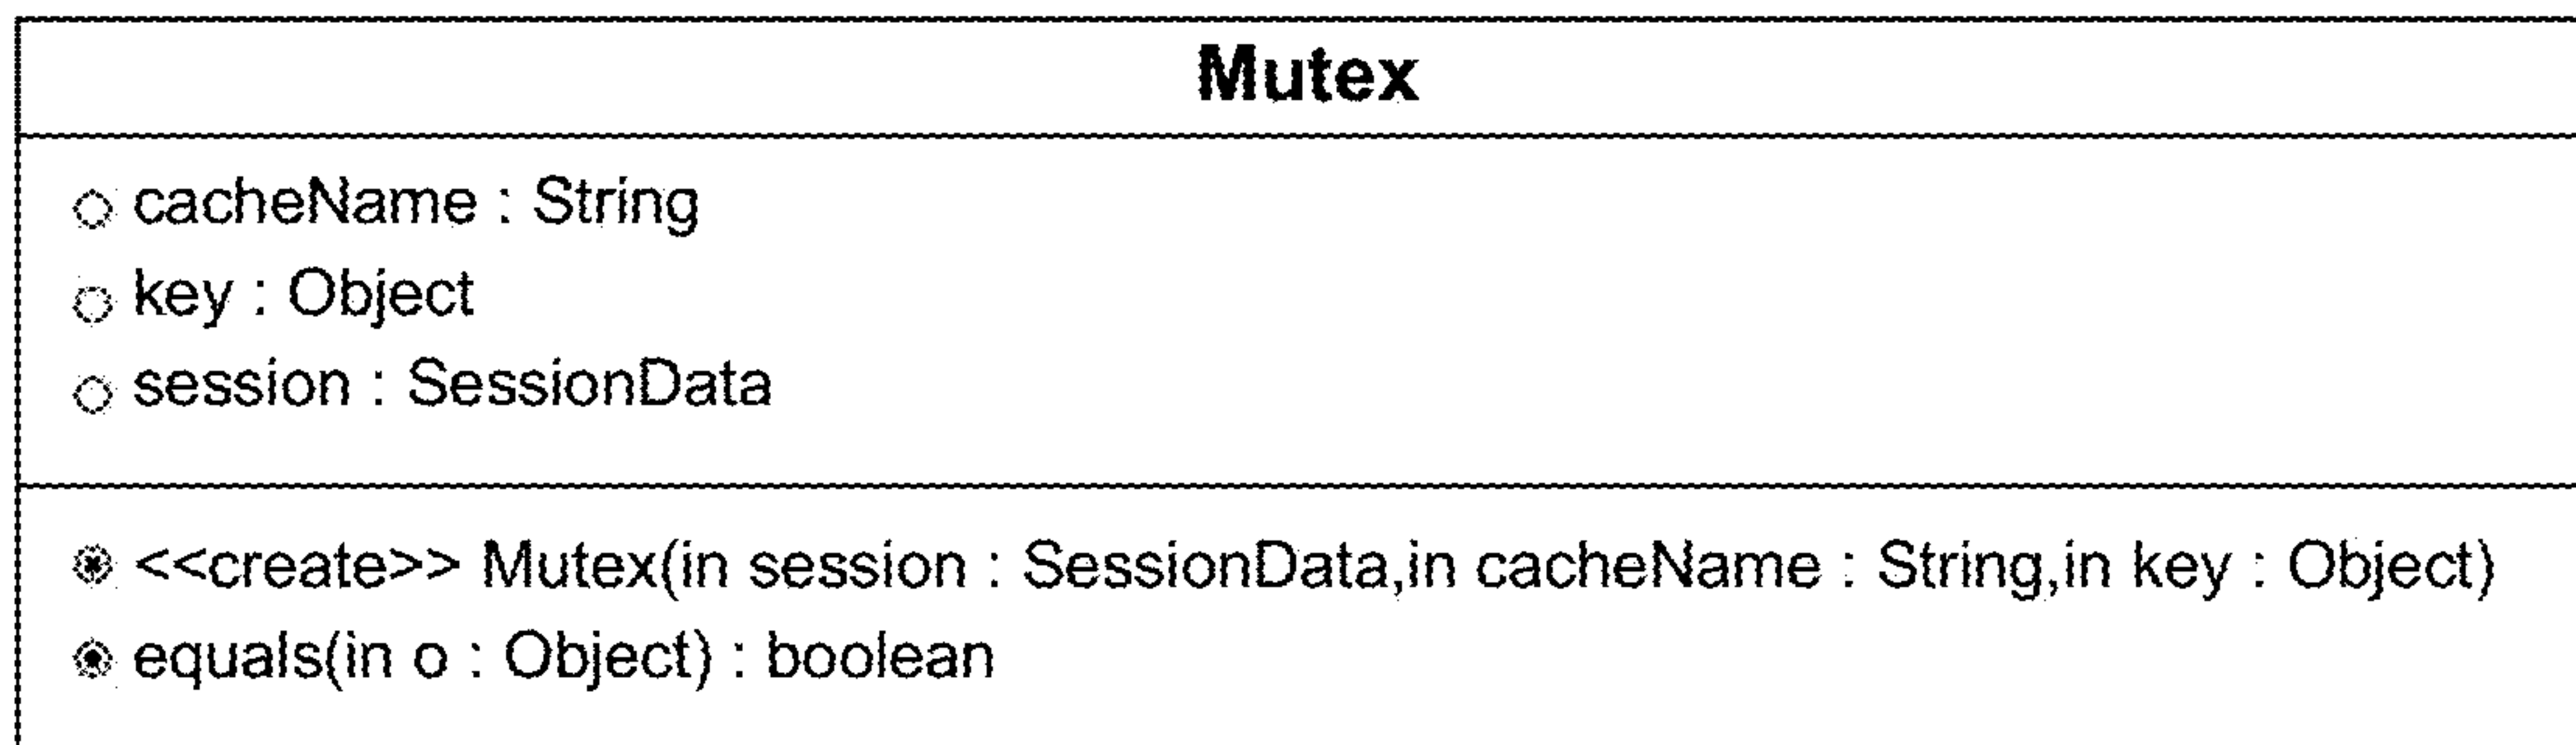 Mutex
cacheName : String
key : Object
session : SessionData
<<create>> Mutex(in session : SessionData,in cacheName : String,in key : Object)
equals(in o : Object) : boolean